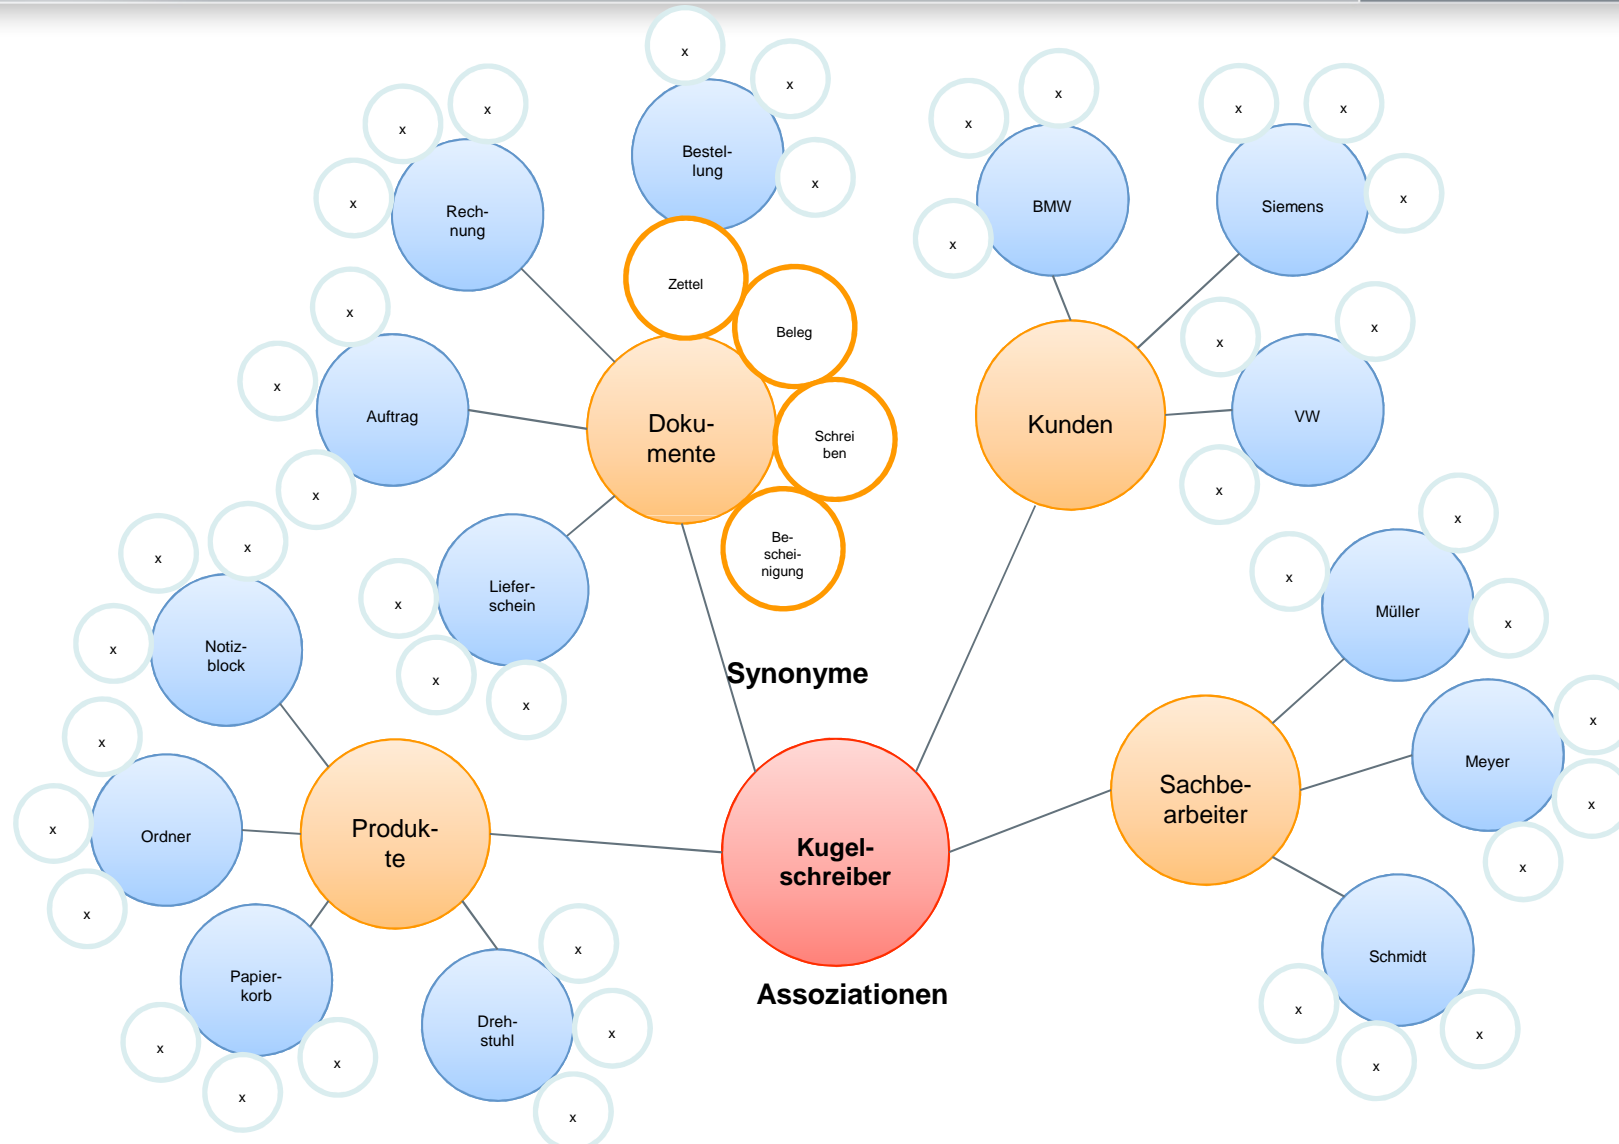 x
x
x
Bestel-
lung
x
x
x
Rech-
nung
x
x
x
BMW
x
x
x
Siemens
Zettel
Beleg
Schrei
ben
Be-
schei-
nigung
Doku-
mente
x
x
x
Auftrag
Kunden
x
x
x
VW
x
x
x
Liefer-
schein
x
x
x
Notiz-
block
Synonyme
x
x
x
Müller
x
x
x
Meyer
Sachbe-
arbeiter
x
x
x
Ordner
Produk-
te
Kugel-
schreiber
Assoziationen
x
x
x
Schmidt
Papier-
korb
x
x
x
Dreh-
stuhl
x
x
x